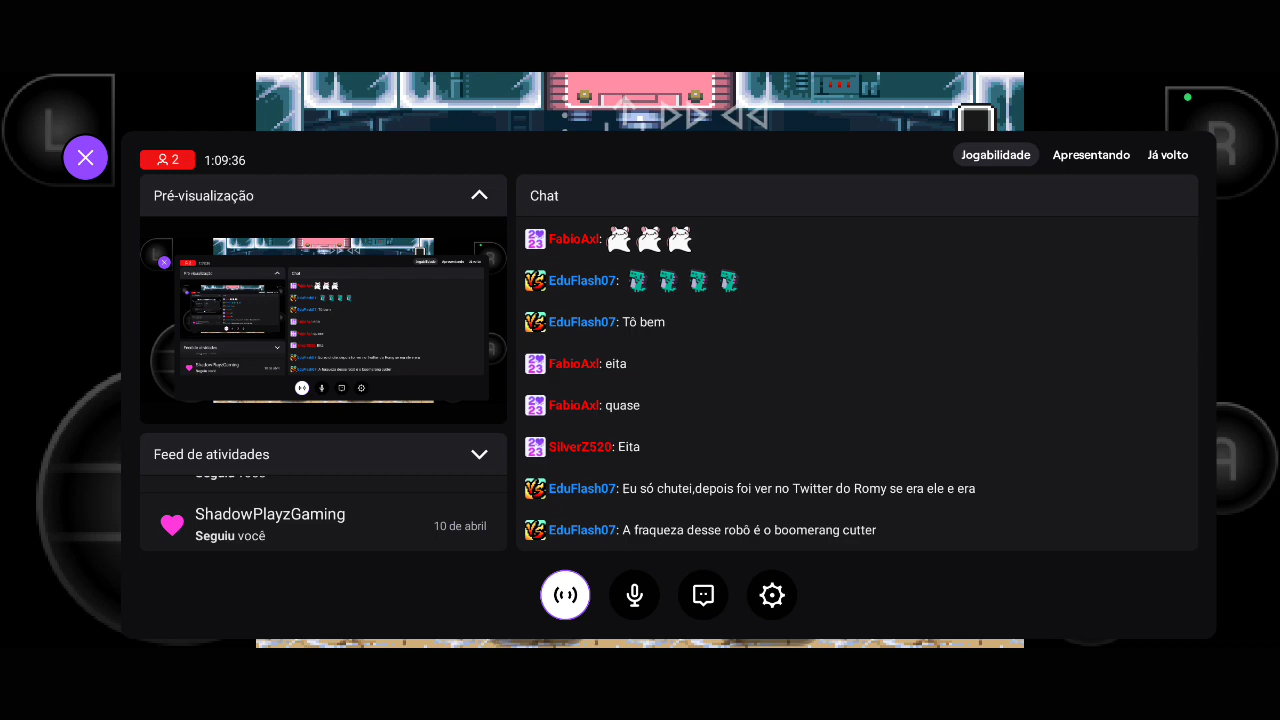 L
R
2
1:09:36
Jogabilidade
Apresentando
Já volto
Pré-visualização
Chat
FabioAxl:
EduFlash07:
EduFlash07: Tô bem
FabioAxl: eita
FabioAxl: quase
SilverZ520: Eita
EduFlash07: Eu só chutei,depois foi ver no Twitter do Romy se era ele e era
EduFlash07: A fraqueza desse robô é o boomerang cutter
Feed de atividades
Seguiu você
ShadowPlayzGaming
Seguiu você
10 de abril
A